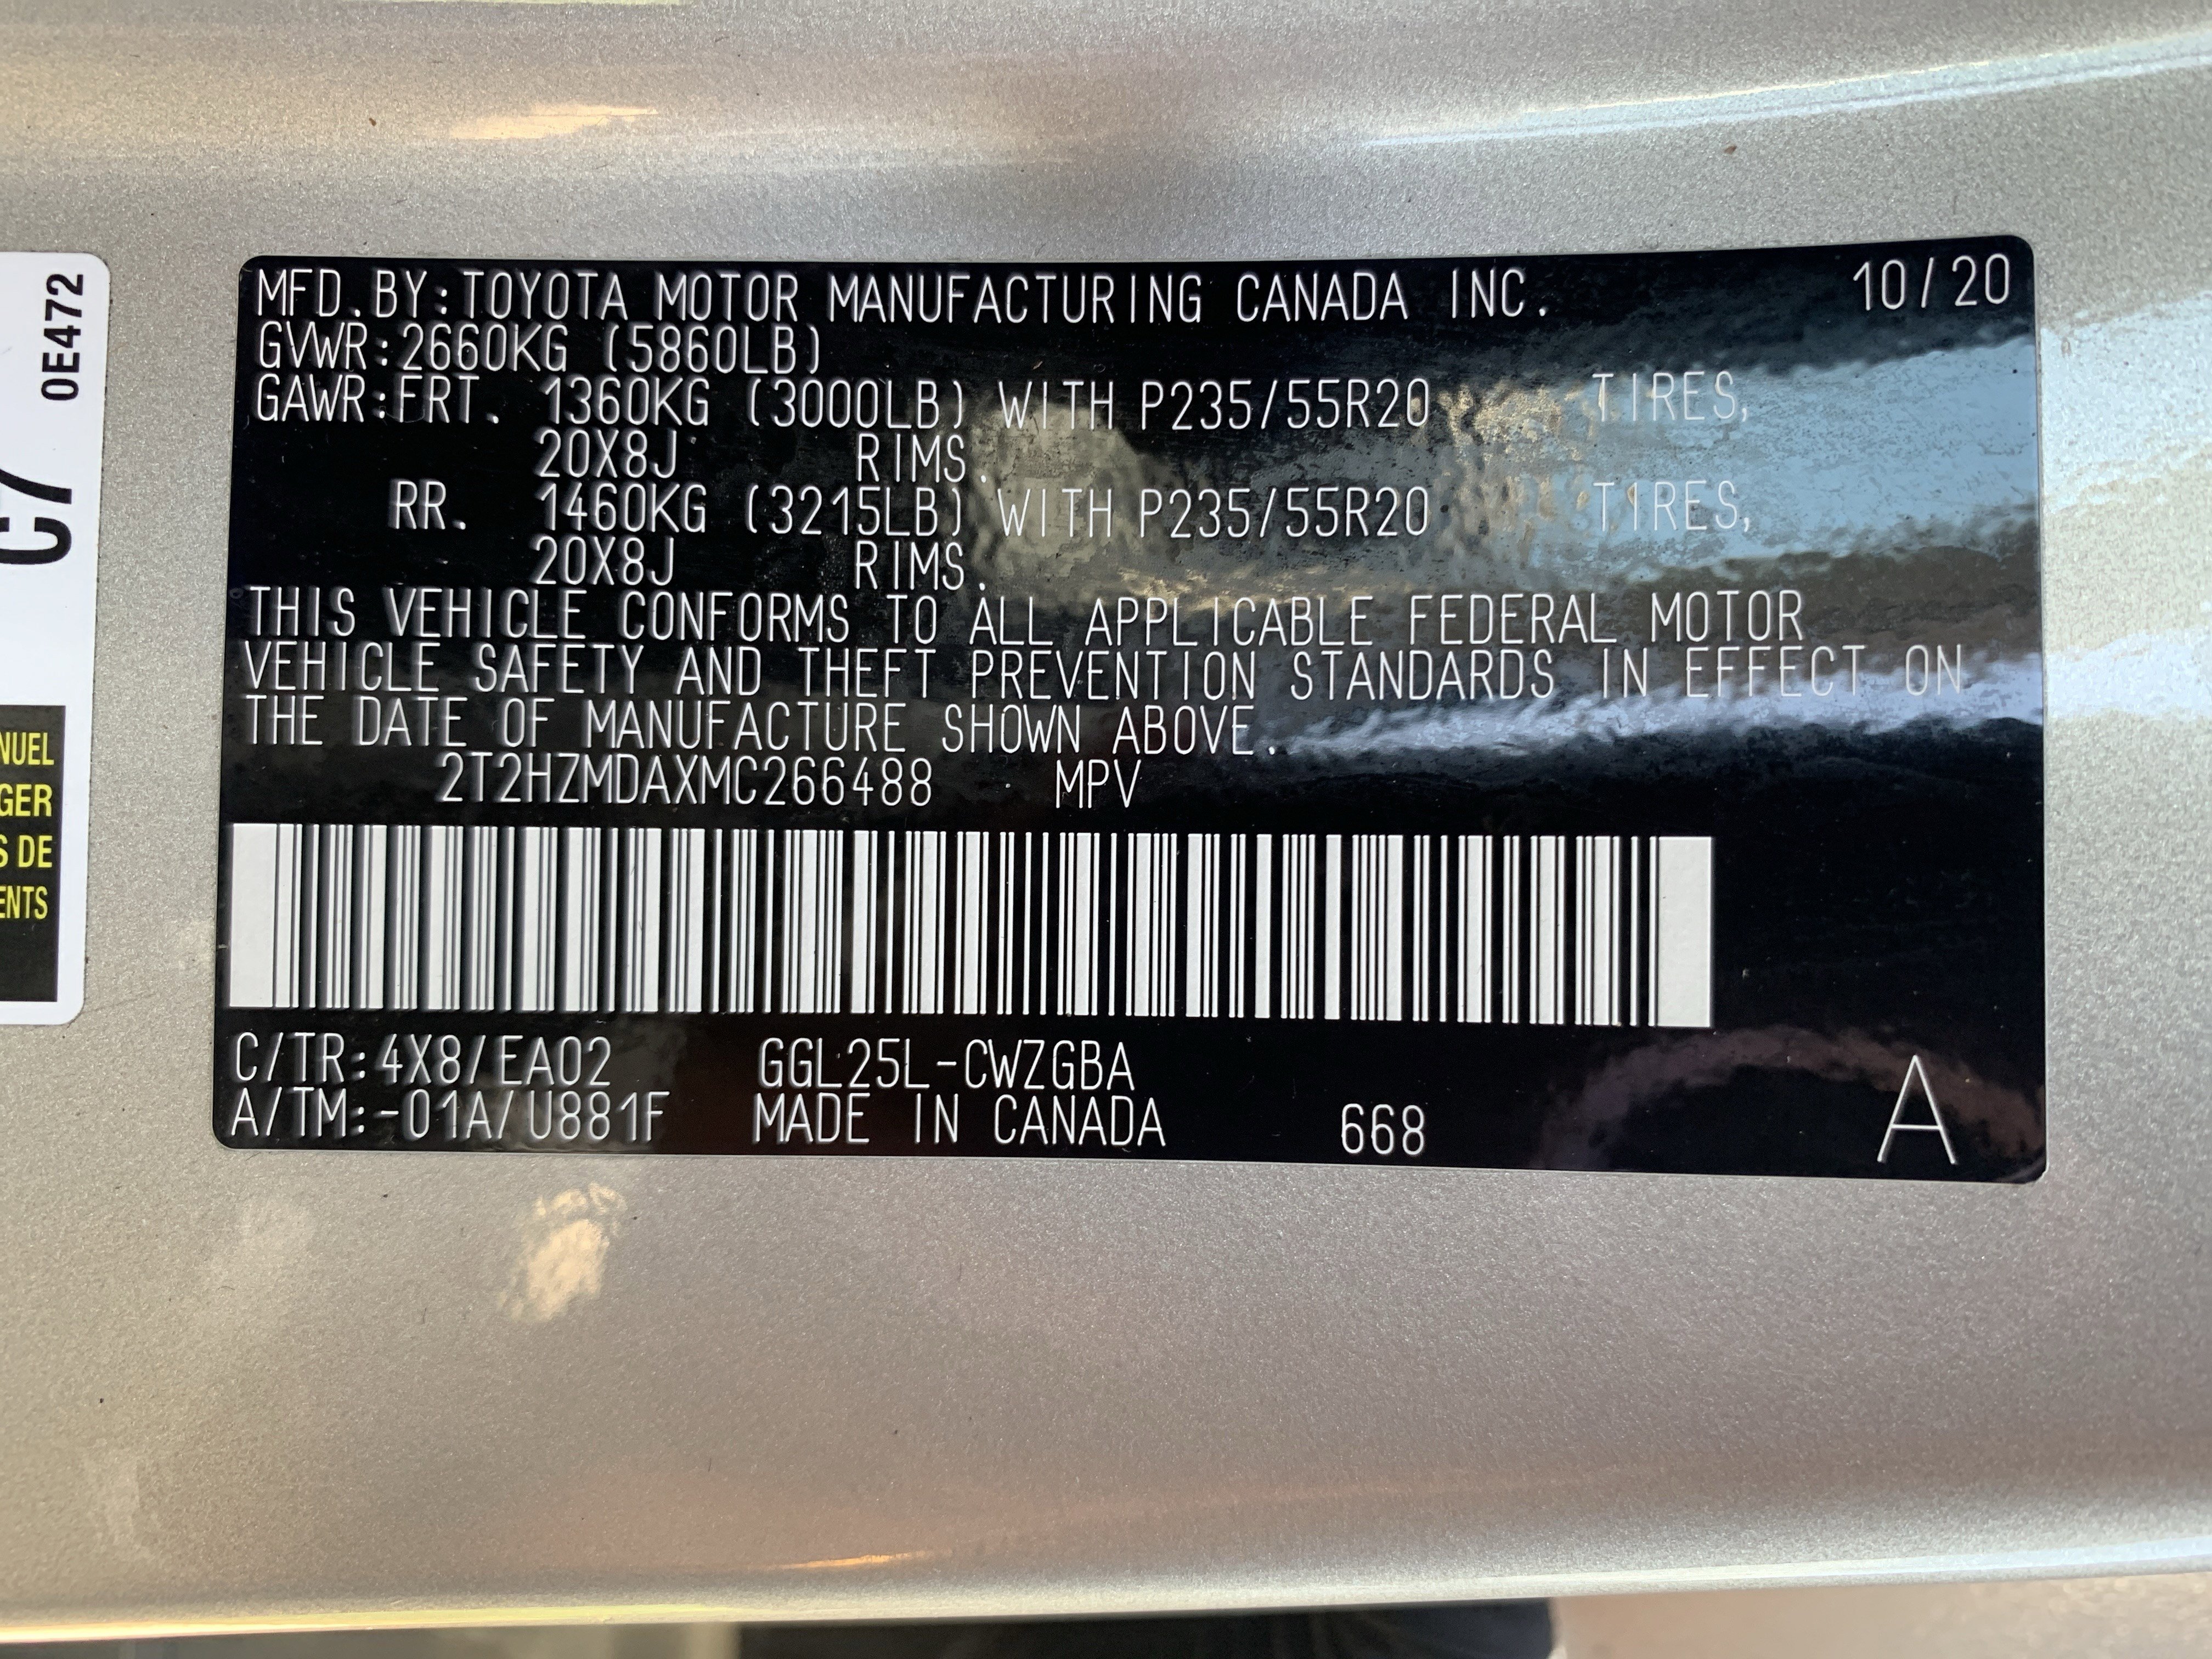 MFD.BY:TOYOTA MOTOR MANUFACTURING CANADA INC. 10/20
GVWR:2660KG (5860LB)
GAWR:FRT. 1360KG (3000LB) WITH P235/55R20 TIRES,
20X8J RIMS.
RR. 1460KG (3215LB) WITH P235/55R20 TIRES,
20X8J RIMS.
THIS VEHICLE CONFORMS TO ALL APPLICABLE FEDERAL MOTOR
VEHICLE SAFETY AND THEFT PREVENTION STANDARDS IN EFFECT ON
THE DATE OF MANUFACTURE SHOWN ABOVE.
2T2HZMDAXMC266488 MPV
C/TR:4X8/EA02 GGL25L-CWZGBA
A/TM:-01A/U881F MADE IN CANADA 668 A
0E472
C7
NUEL
GER
S DE
ENTS